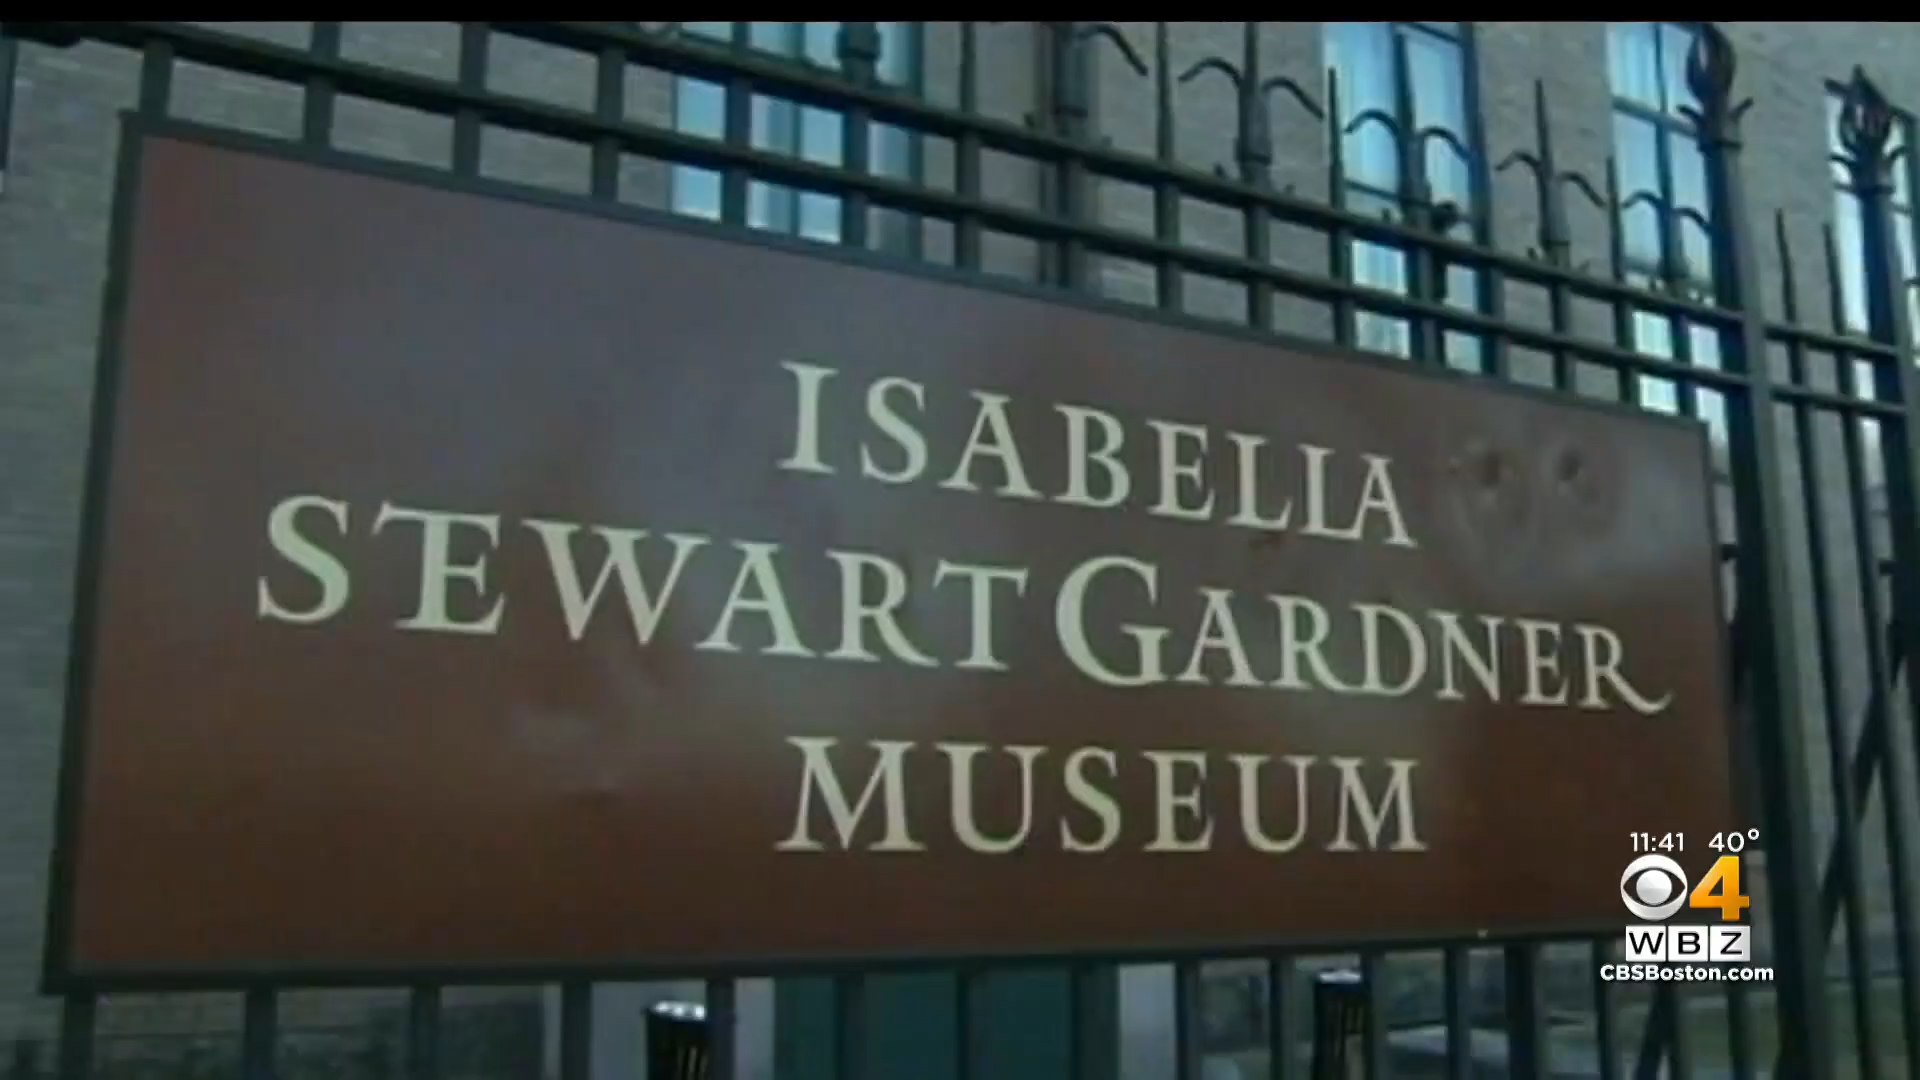 ISABELLA
STEWART GARDNER
MUSEUM
11:41 40°
4
WBZ
CBSBoston.com